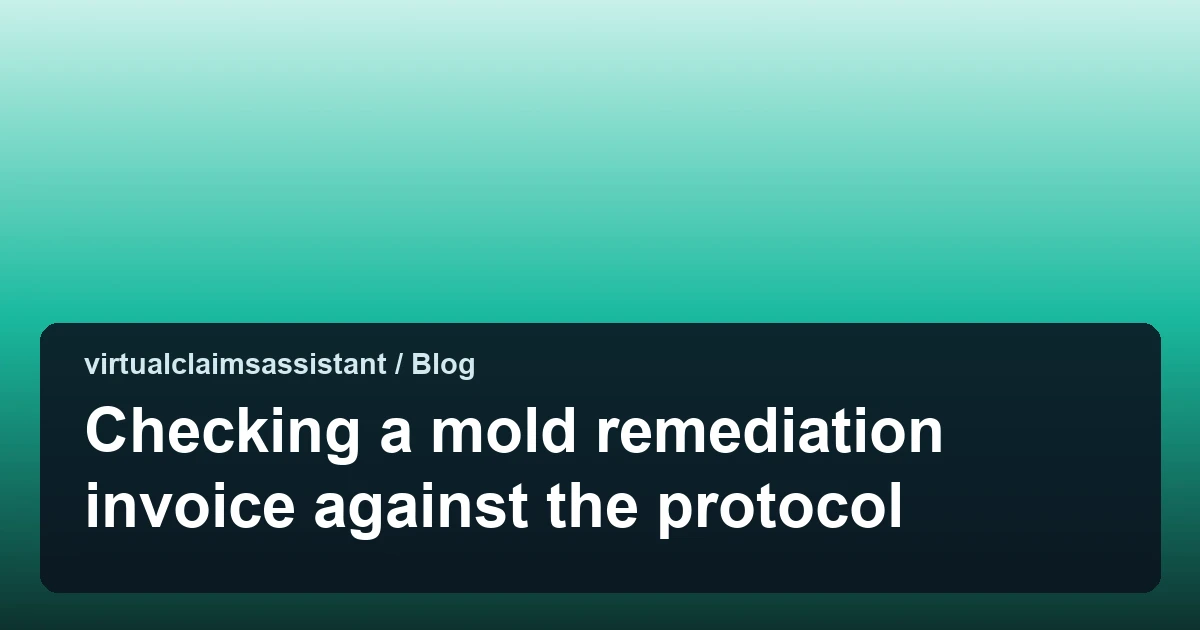 virtualclaimsassistant / Blog
Checking a mold remediation
invoice against the protocol